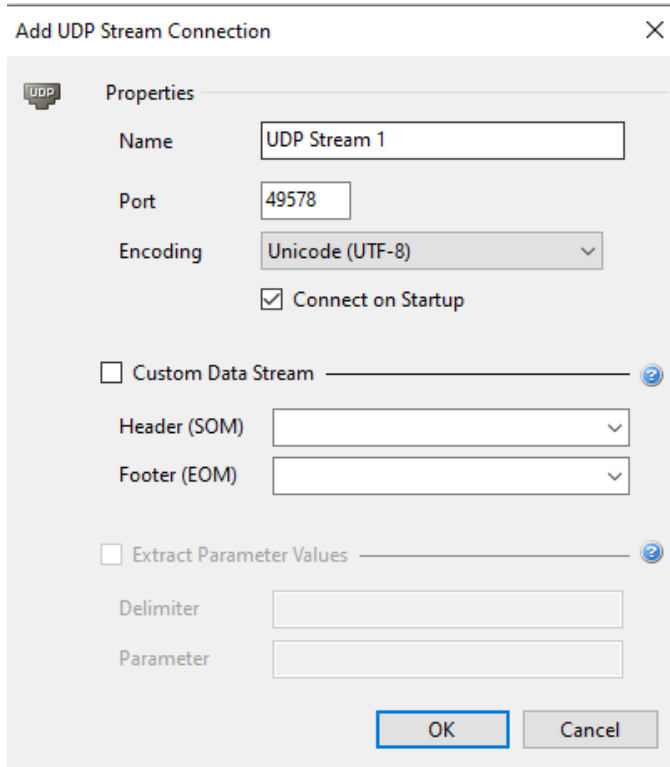 Add UDP Stream Connection
UDP
Properties
Name
UDP Stream 1
Port
49578
Encoding
Unicode (UTF-8)
Connect on Startup
Custom Data Stream
?
Header (SOM)
Footer (EOM)
Extract Parameter Values
?
Delimiter
Parameter
OK
Cancel